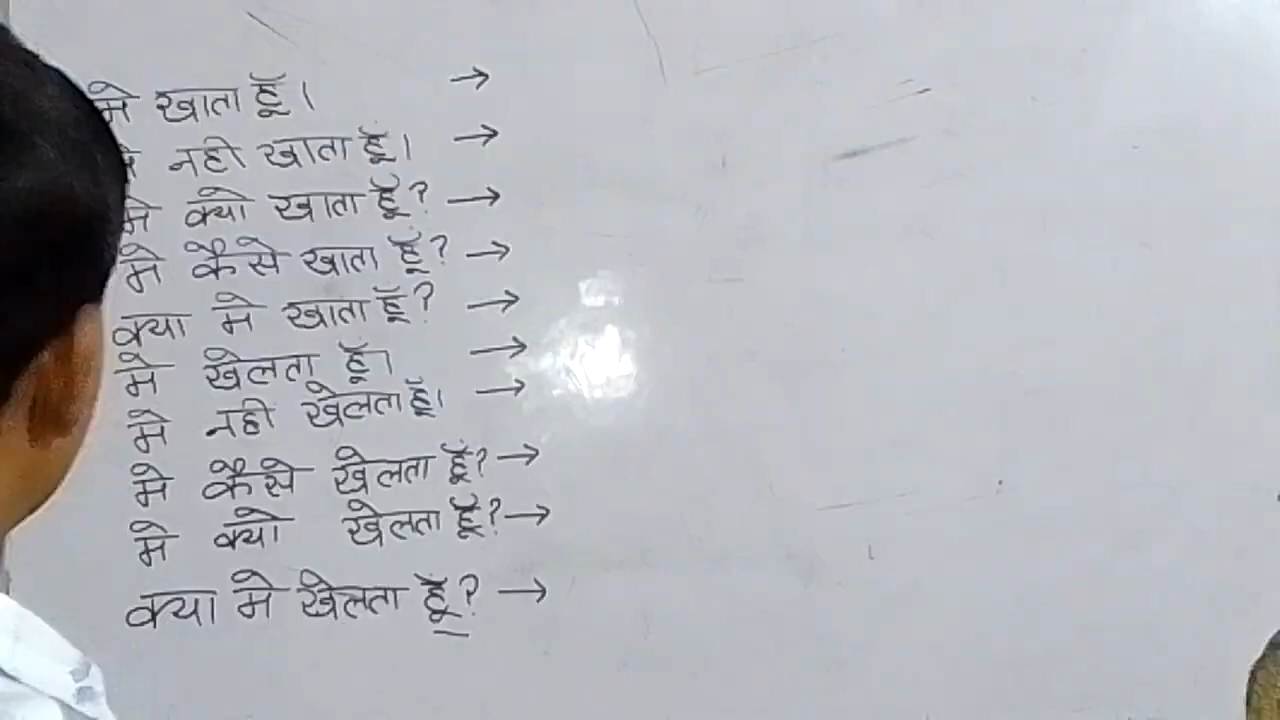 मे खाता हूँ। →
नही खाता हूँ। →
मे क्यो खाता हूँ? →
मे कैसे खाता हूँ? →
क्या मे खाता हूँ? →
मे खेलता हूँ। →
मे नही खेलता हूँ। →
मे कैसे खेलता हूँ? →
मे क्यो खेलता हूँ? →
क्या मे खेलता हूँ? →